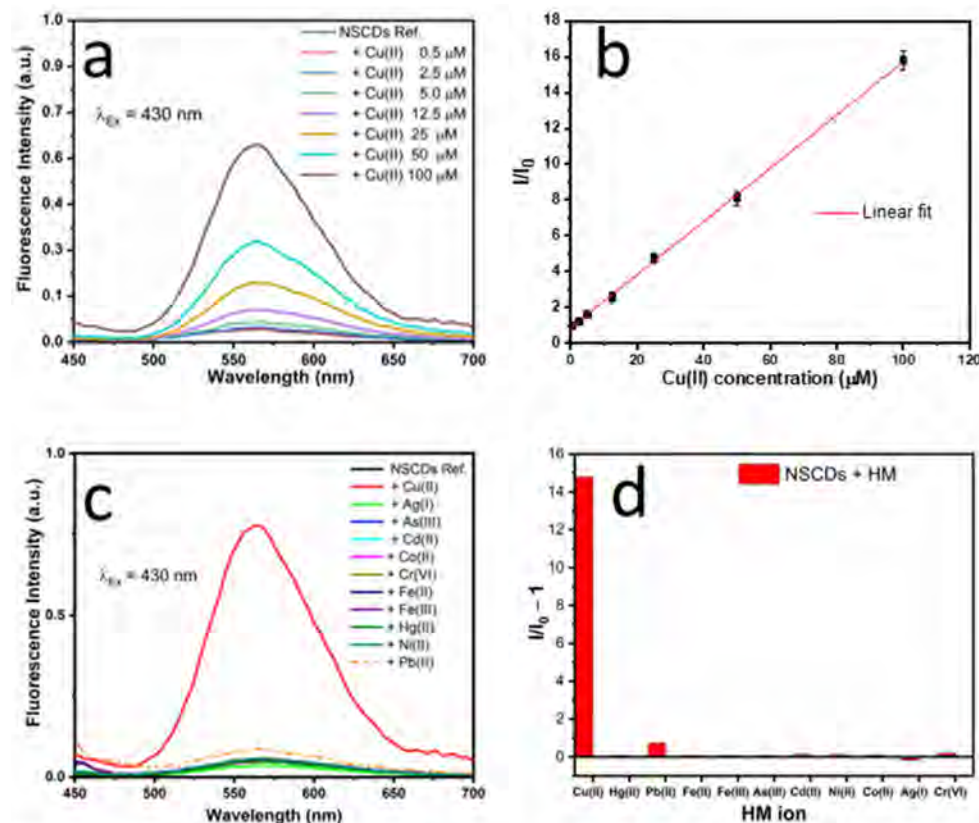 a
1.0
0.9
0.7
0.6
0.4
0.3
0.1
0.0
450
500
550
600
650
700
Fluorescence Intensity (a.u.)
Wavelength (nm)
λEx = 430 nm
NSCDs Ref.
+ Cu(II) 0.5 µM
+ Cu(II) 2.5 µM
+ Cu(II) 5.0 µM
+ Cu(II) 12.5 µM
+ Cu(II) 25 µM
+ Cu(II) 50 µM
+ Cu(II) 100 µM
b
18
16
14
12
10
8
6
4
2
0
0
20
40
60
80
100
120
I/I0
Cu(II) concentration (µM)
Linear fit
c
1.0
0.5
0.0
450
500
550
600
650
700
Fluorescence Intensity (a.u.)
Wavelength (nm)
λEx = 430 nm
NSCDs Ref.
+ Cu(II)
+ Ag(I)
+ As(III)
+ Cd(II)
+ Co(II)
+ Cr(VI)
+ Fe(II)
+ Fe(III)
+ Hg(II)
+ Ni(II)
+ Pb(II)
d
16
14
12
10
8
6
4
2
0
I/I0 – 1
NSCDs + HM
Cu(II) Hg(II) Pb(II) Fe(II) Fe(III) As(III) Cd(II) Ni(II) Co(II) Ag(I) Cr(VI)
HM ion